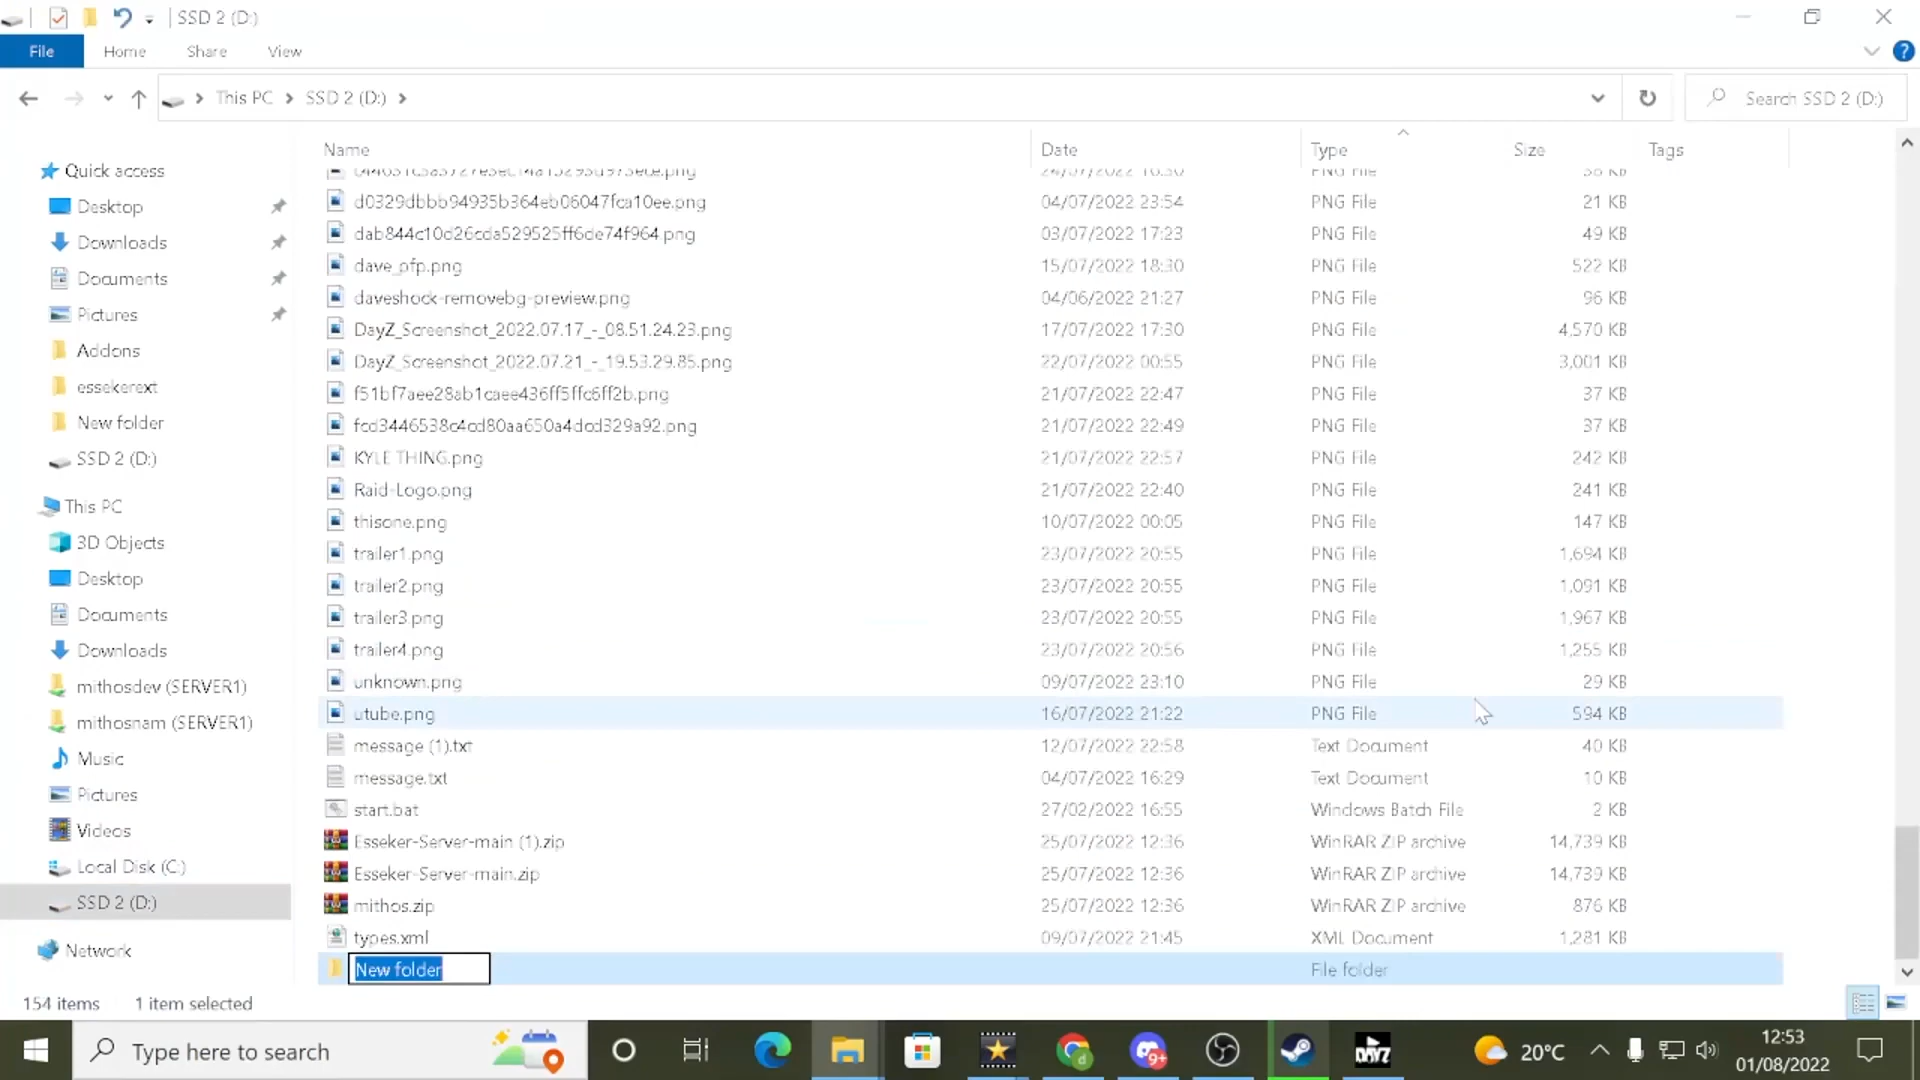 SSD 2 (D:)
File Home Share View
This PC SSD 2 (D:) Search SSD 2 (D:)
Name Date Type Size Tags
Quick access
Desktop
Downloads
Documents
Pictures
Addons
essekerext
New folder
SSD 2 (D:)
This PC
3D Objects
Desktop
Documents
Downloads
mithosdev (SERVER1)
mithosnam (SERVER1)
Music
Pictures
Videos
Local Disk (C:)
SSD 2 (D:)
Network
d0329dbbb94935b364eb06047fca10ee.png 04/07/2022 23:54 PNG File 21 KB
dab844c10d26cda529525ff6de74f964.png 03/07/2022 17:23 PNG File 49 KB
dave_pfp.png 15/07/2022 18:30 PNG File 522 KB
daveshock-removebg-preview.png 04/06/2022 21:27 PNG File 96 KB
DayZ_Screenshot_2022.07.17_-_08.51.24.23.png 17/07/2022 17:30 PNG File 4,570 KB
DayZ_Screenshot_2022.07.21_-_19.53.29.85.png 22/07/2022 00:55 PNG File 3,001 KB
f51bf7aee28ab1caee436ff5ffc6ff2b.png 21/07/2022 22:47 PNG File 37 KB
fcd3446538c4cd80aa650a4dcd329a92.png 21/07/2022 22:49 PNG File 37 KB
KYLE THING.png 21/07/2022 22:57 PNG File 242 KB
Raid-Logo.png 21/07/2022 22:40 PNG File 241 KB
thisone.png 10/07/2022 00:05 PNG File 147 KB
trailer1.png 23/07/2022 20:55 PNG File 1,694 KB
trailer2.png 23/07/2022 20:55 PNG File 1,091 KB
trailer3.png 23/07/2022 20:55 PNG File 1,967 KB
trailer4.png 23/07/2022 20:56 PNG File 1,255 KB
unknown.png 09/07/2022 23:10 PNG File 29 KB
utube.png 16/07/2022 21:22 PNG File 594 KB
message (1).txt 12/07/2022 22:58 Text Document 40 KB
message.txt 04/07/2022 16:29 Text Document 10 KB
start.bat 27/02/2022 16:55 Windows Batch File 2 KB
Esseker-Server-main (1).zip 25/07/2022 12:36 WinRAR ZIP archive 14,739 KB
Esseker-Server-main.zip 25/07/2022 12:36 WinRAR ZIP archive 14,739 KB
mithos.zip 25/07/2022 12:36 WinRAR ZIP archive 876 KB
types.xml 09/07/2022 21:45 XML Document 1,281 KB
New folder File folder
154 items 1 item selected
Type here to search 9+ DAYZ 20°C 12:53
01/08/2022